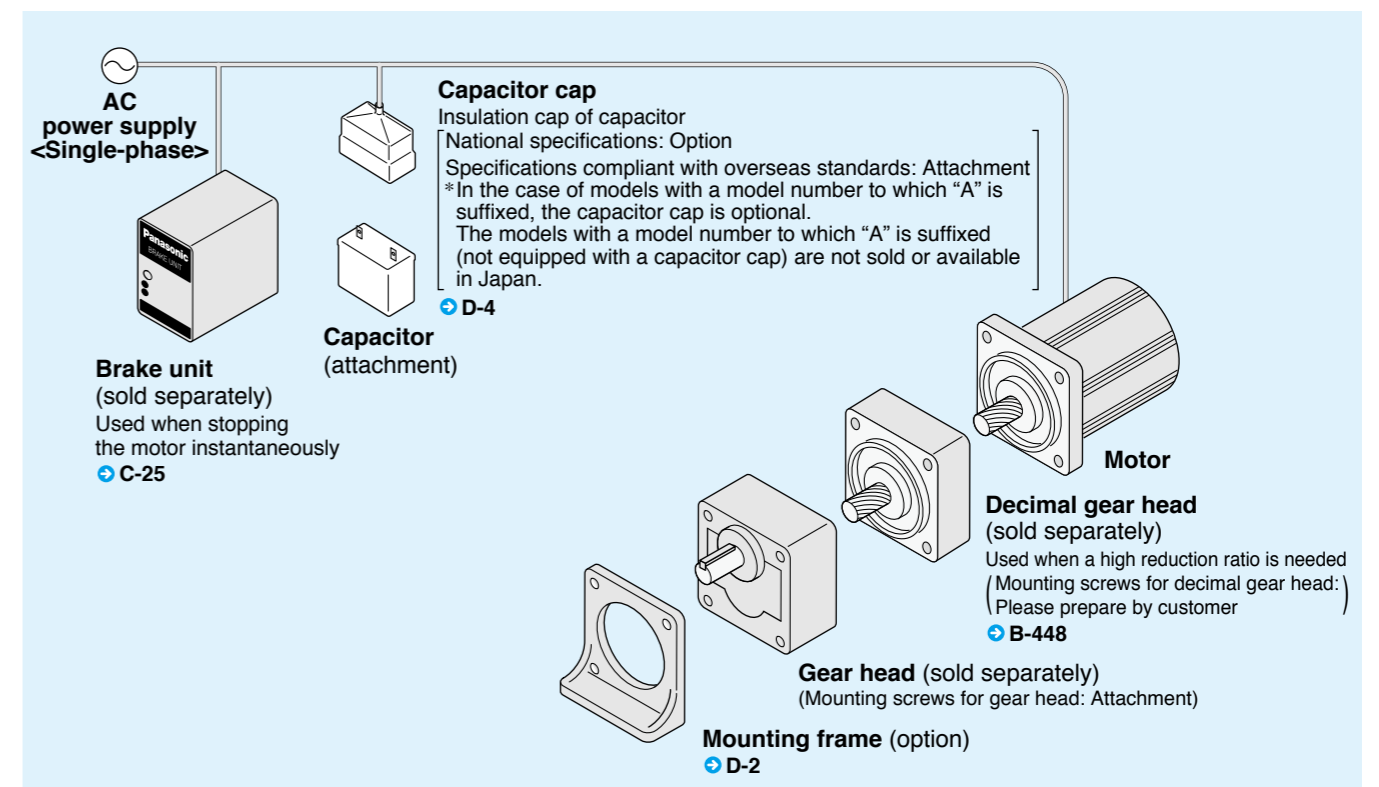 AC
power supply
<Single-phase>
Capacitor cap
Insulation cap of capacitor
National specifications: Option
Specifications compliant with overseas standards: Attachment
*In the case of models with a model number to which “A” is
suffixed, the capacitor cap is optional.
The models with a model number to which “A” is suffixed
(not equipped with a capacitor cap) are not sold or available
in Japan.
D-4
Panasonic
BRAKE UNIT
Capacitor
(attachment)
Brake unit
(sold separately)
Used when stopping
the motor instantaneously
C-25
Motor
Decimal gear head
(sold separately)
Used when a high reduction ratio is needed
(Mounting screws for decimal gear head:
Please prepare by customer)
B-448
Gear head (sold separately)
(Mounting screws for gear head: Attachment)
Mounting frame (option)
D-2